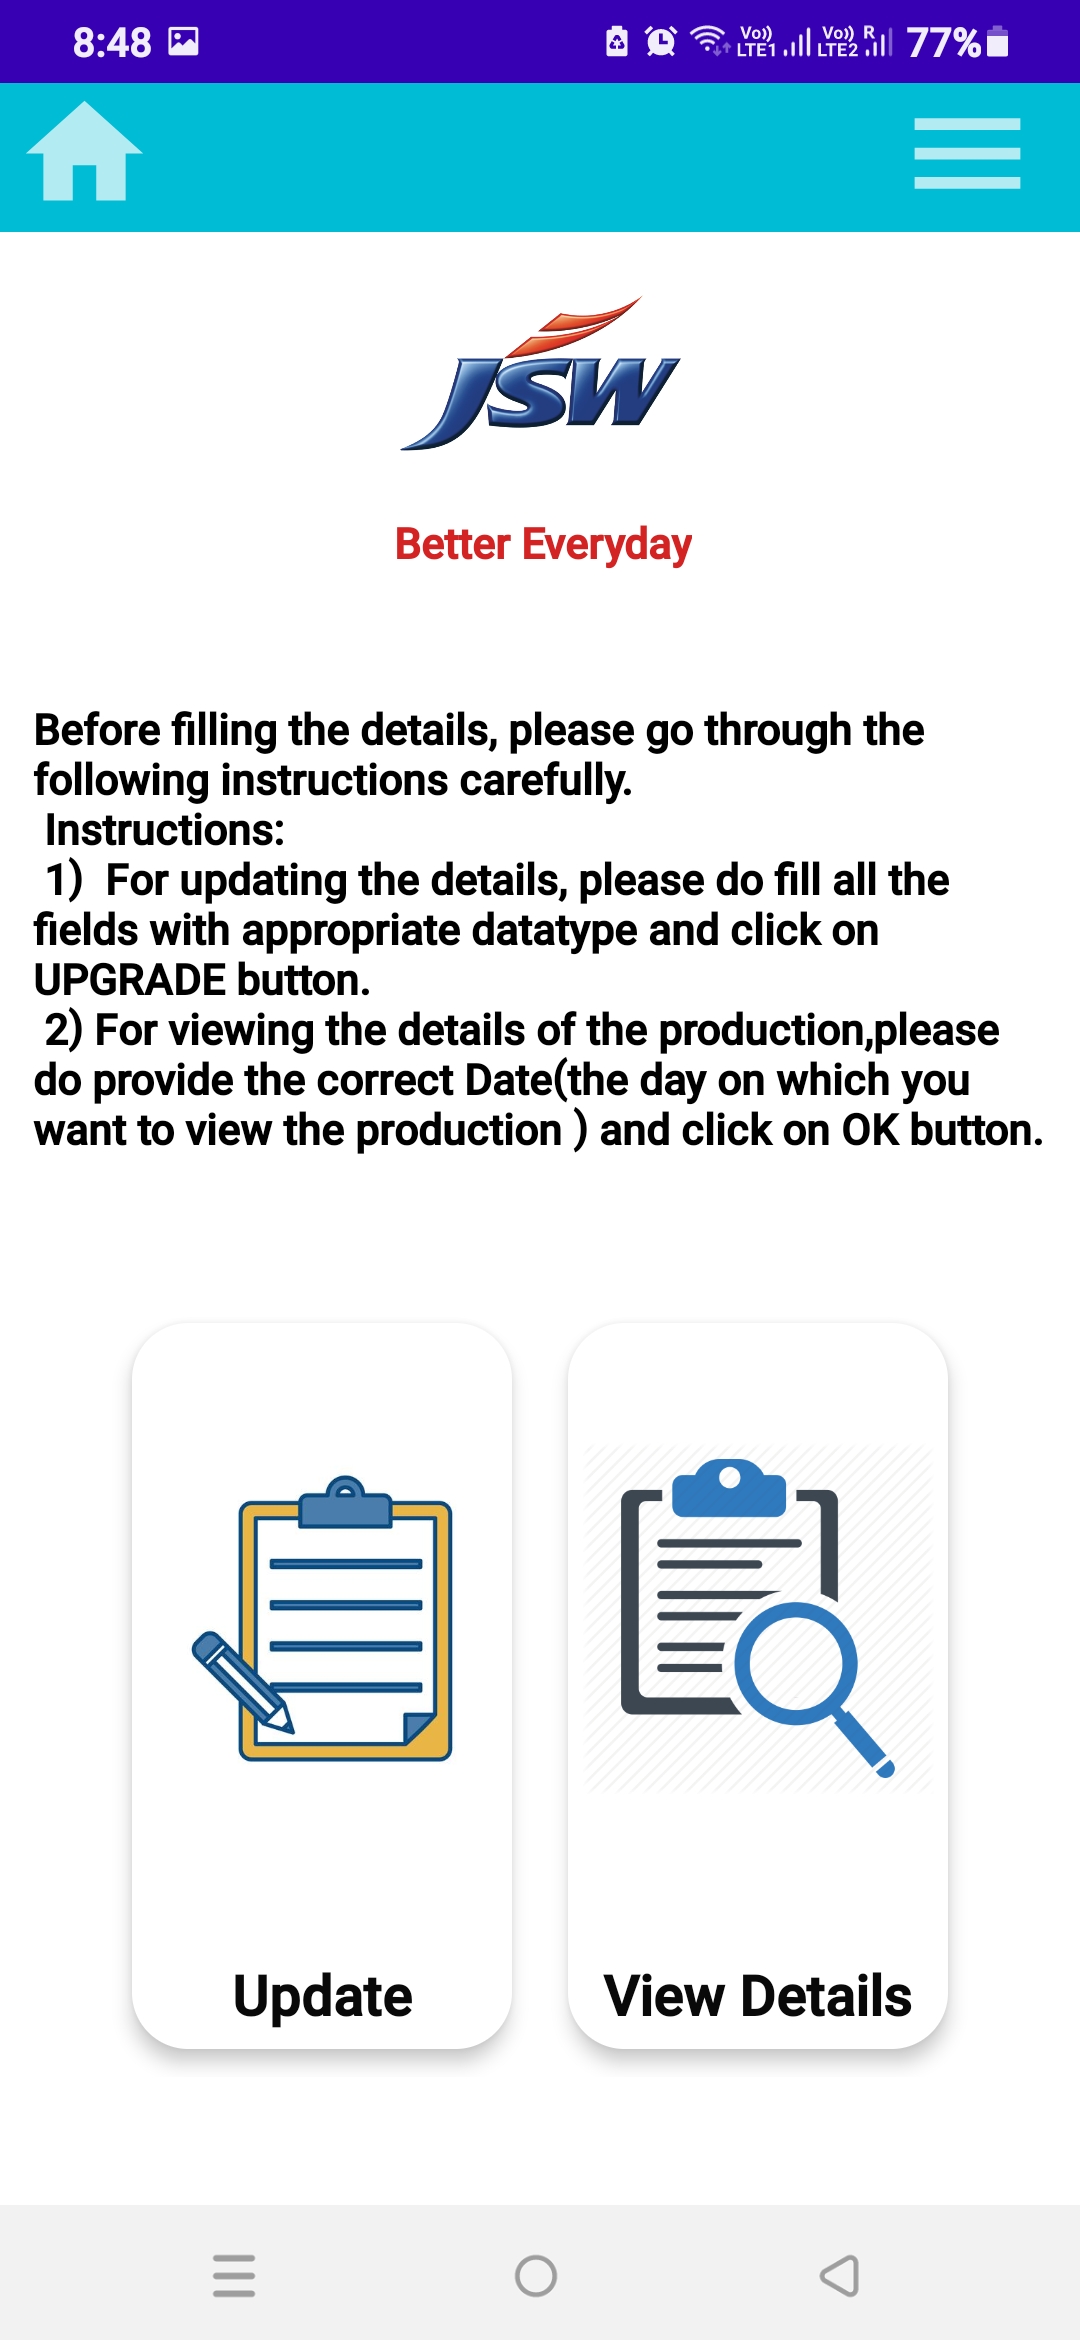 8:48
Vo)) LTE1 Vo)) LTE2 R 77%
JSW
Better Everyday
Before filling the details, please go through the
following instructions carefully.
Instructions:
1)  For updating the details, please do fill all the
fields with appropriate datatype and click on
UPGRADE button.
2) For viewing the details of the production,please
do provide the correct Date(the day on which you
want to view the production ) and click on OK button.
Update
View Details